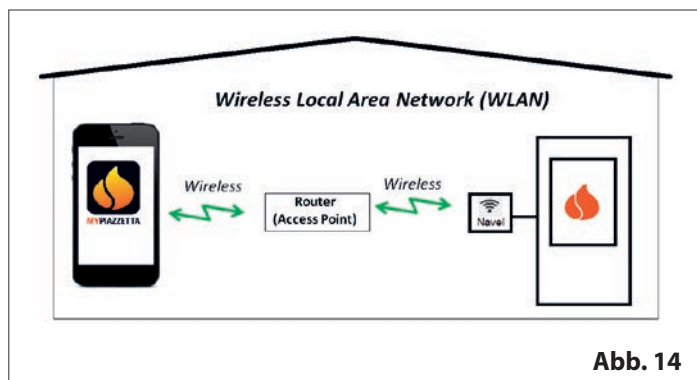 Wireless Local Area Network (WLAN)
MYPIAZZETTA
Wireless
Router
(Access Point)
Wireless
Navel
Abb. 14